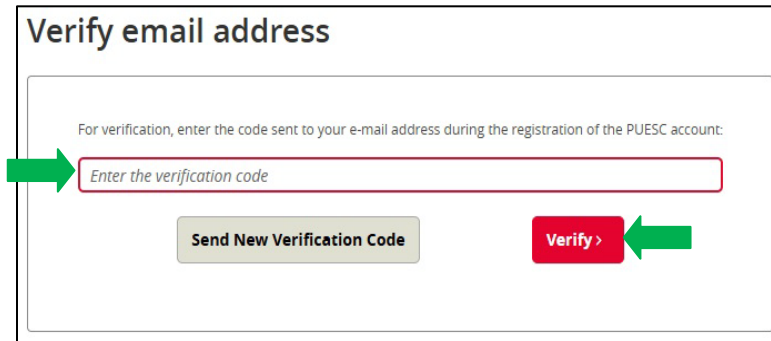 Verify email address
For verification, enter the code sent to your e-mail address during the registration of the PUESC account:
Enter the verification code
Send New Verification Code
Verify >